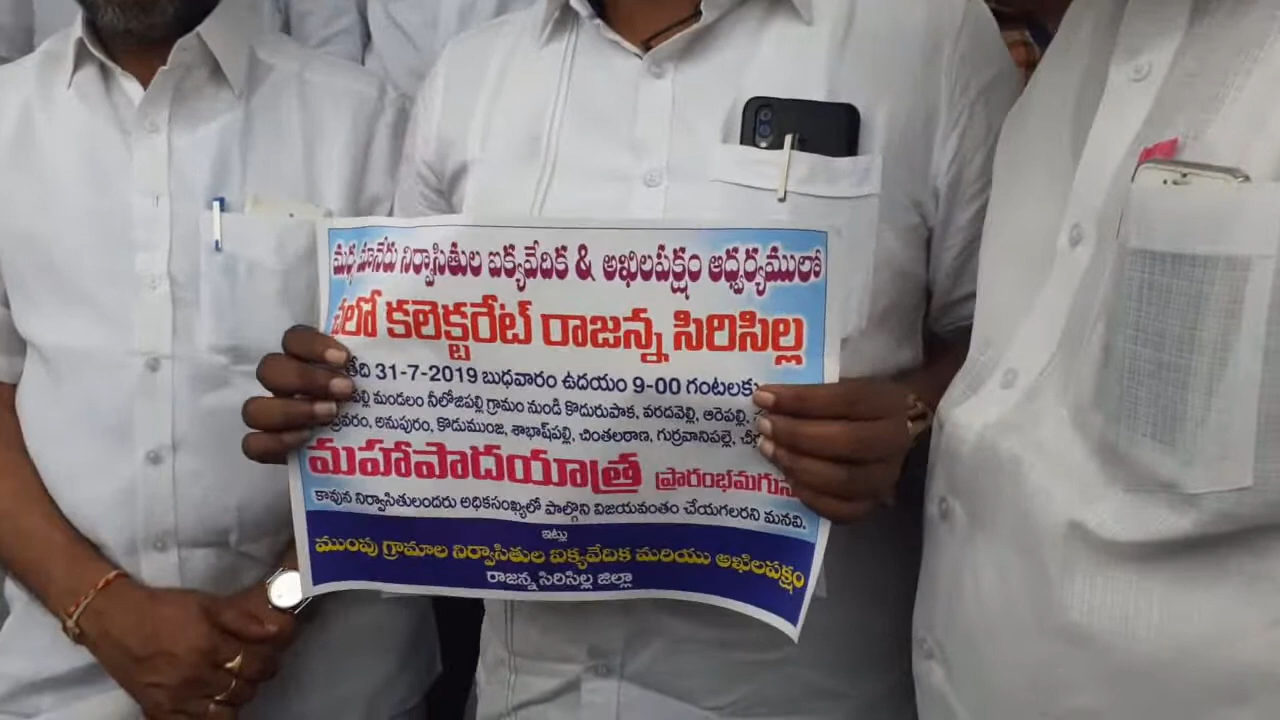 మధ్య మానేరు నిర్వాసితుల ఐక్యవేదిక & అఖిలపక్షం ఆధ్వర్యములో
చలో కలెక్టరేట్ రాజన్న సిరిసిల్ల
తేది 31-7-2019 బుధవారం ఉదయం 9-00 గంటలకు
మండలం నీలోజిపల్లి గ్రామం నుండి కొదురుపాక, వరదవెల్లి, ఆరెపల్లి,
అనుపురం, కొడుముంజ, శాభాష్‌పల్లి, చింతలఠాణ, గుర్రవానిపల్లె,
మహాపాదయాత్ర ప్రారంభమగును
కావున నిర్వాసితులందరు అధికసంఖ్యలో పాల్గొని విజయవంతం చేయగలరని మనవి.
ఇట్లు
ముంపు గ్రామాల నిర్వాసితుల ఐక్యవేదిక మరియు అఖిలపక్షం
రాజన్న సిరిసిల్ల జిల్లా